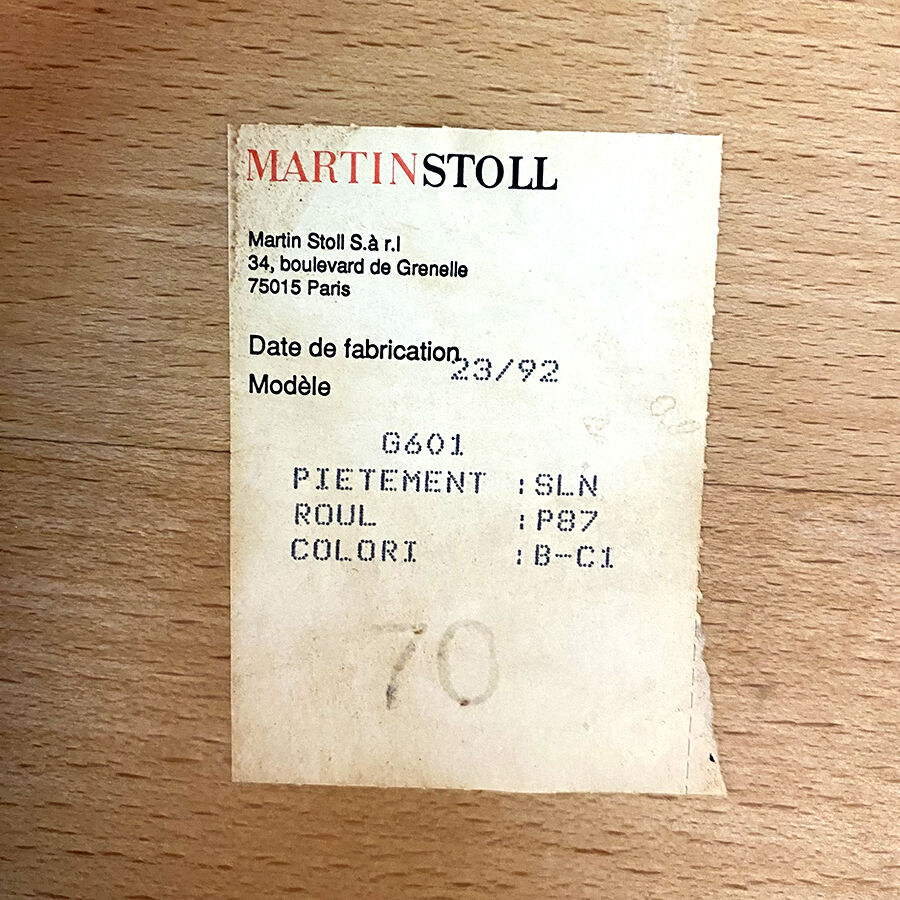 MARTINSTOLL
Martin Stoll S.à r.l
34, boulevard de Grenelle
75015 Paris
Date de fabrication 23/92
Modèle
G601
PIETEMENT :SLN
ROUL :P87
COLORI :B-C1
70